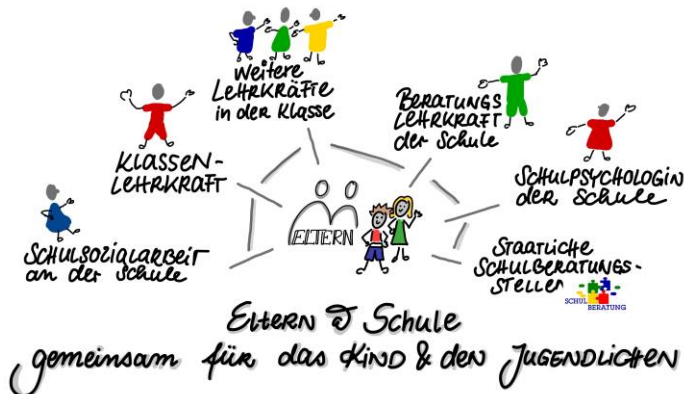 Weitere
Lehrkräfte
in der Klasse
Beratungs
Lehrkraft
der Schule
Klassen-
Lehrkraft
Schulpsychologin
der Schule
Eltern
Schulsozialarbeit
an der Schule
Staatliche
Schulberatungs-
stellen
SCHUL
BERATUNG
Eltern & Schule
gemeinsam für das Kind & den Jugendlichen